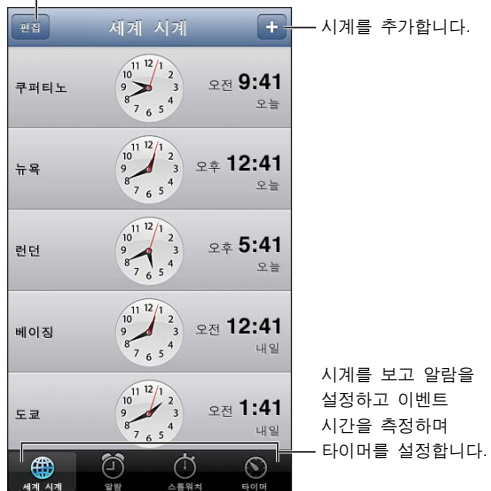 편집 세계 시계 +
시계를 추가합니다.
쿠퍼티노 오전 9:41
오늘
뉴욕 오후 12:41
오늘
런던 오후 5:41
오늘
베이징 오전 12:41
내일
도쿄 오전 1:41
내일
시계를 보고 알람을
설정하고 이벤트
시간을 측정하며
타이머를 설정합니다.
세계 시계 알람 스톱워치 타이머